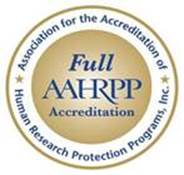 Association for the Accreditation of
Human Research Protection Programs, Inc.
Full
AAHRPP
Accreditation